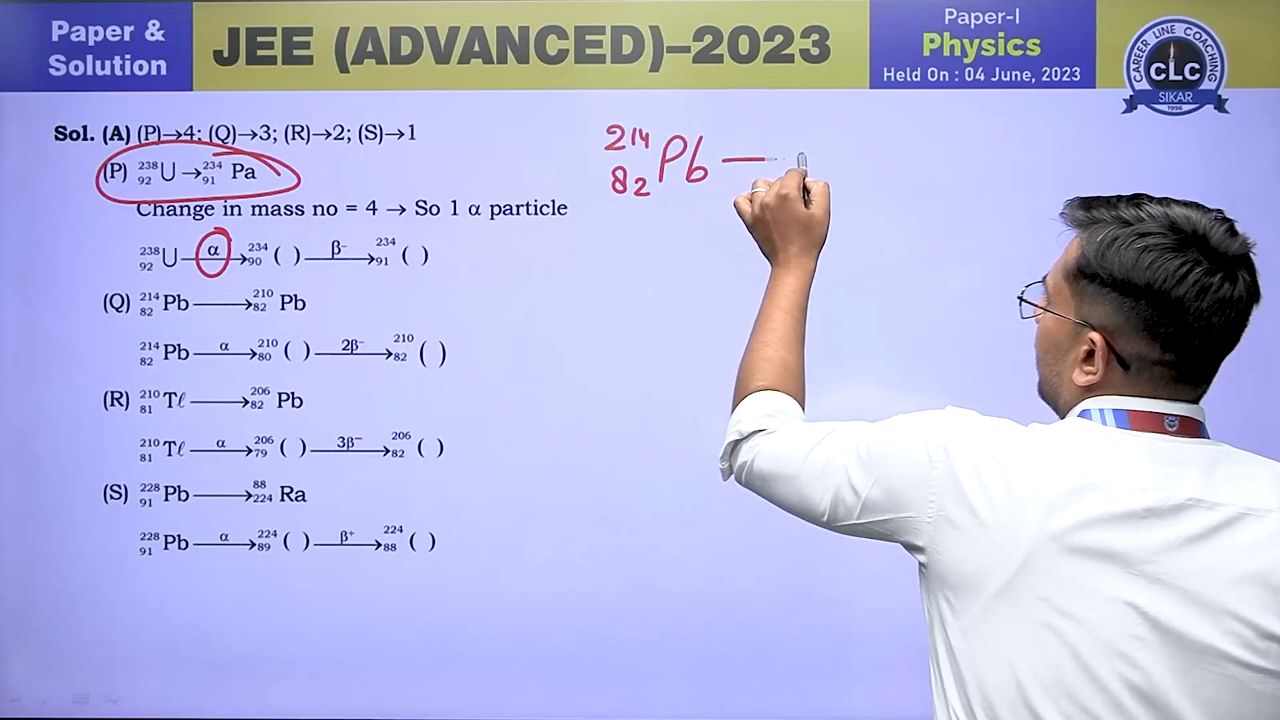 Paper &
Solution
JEE (ADVANCED)–2023
Paper-I
Physics
Held On : 04 June, 2023
CAREER LINE COACHING
CLC
SIKAR
1996
Sol. (A) (P)→4; (Q)→3; (R)→2; (S)→1
(P) ²³⁸₉₂U →²³⁴₉₁ Pa
Change in mass no = 4 → So 1 α particle
²³⁸₉₂U —α→ ²³⁴₉₀ ( ) —β⁻→ ²³⁴₉₁ ( )
(Q) ²¹⁴₈₂Pb ⟶ ²¹⁰₈₂ Pb
²¹⁴₈₂Pb —α→ ²¹⁰₈₀ ( ) —2β⁻→ ²¹⁰₈₂ ( )
(R) ²¹⁰₈₁Tℓ ⟶ ²⁰⁶₈₂ Pb
²¹⁰₈₁Tℓ —α→ ²⁰⁶₇₉ ( ) —3β⁻→ ²⁰⁶₈₂ ( )
(S) ²²⁸₉₁Pb ⟶ ⁸⁸₂₂₄ Ra
²²⁸₉₁Pb —α→ ²²⁴₈₉ ( ) —β⁺→ ²²⁴₈₈ ( )
²¹⁴₈₂Pb —